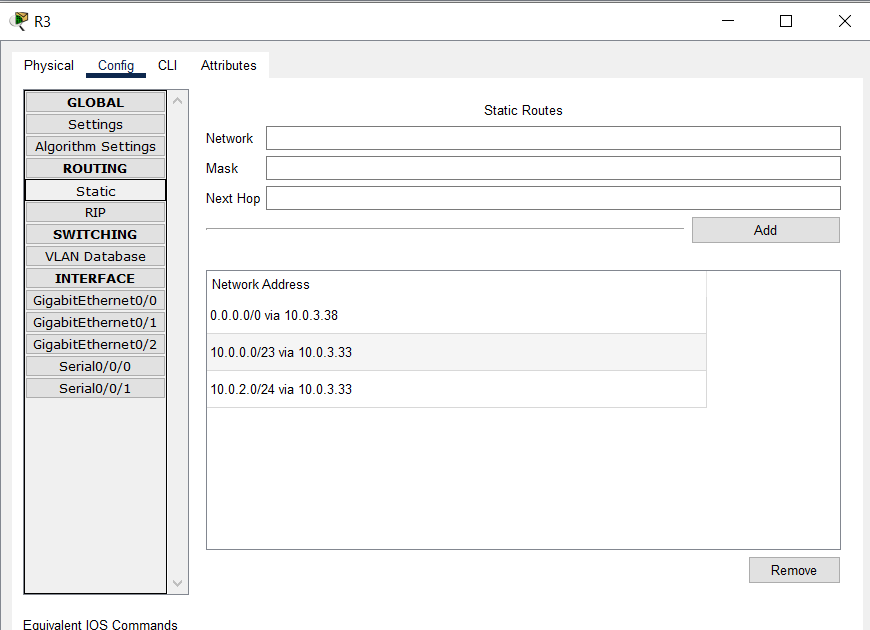 R3
Physical Config CLI Attributes
GLOBAL
Settings
Algorithm Settings
ROUTING
Static
RIP
SWITCHING
VLAN Database
INTERFACE
GigabitEthernet0/0
GigabitEthernet0/1
GigabitEthernet0/2
Serial0/0/0
Serial0/0/1
Static Routes
Network
Mask
Next Hop
Add
Network Address
0.0.0.0/0 via 10.0.3.38
10.0.0.0/23 via 10.0.3.33
10.0.2.0/24 via 10.0.3.33
Remove
Equivalent IOS Commands